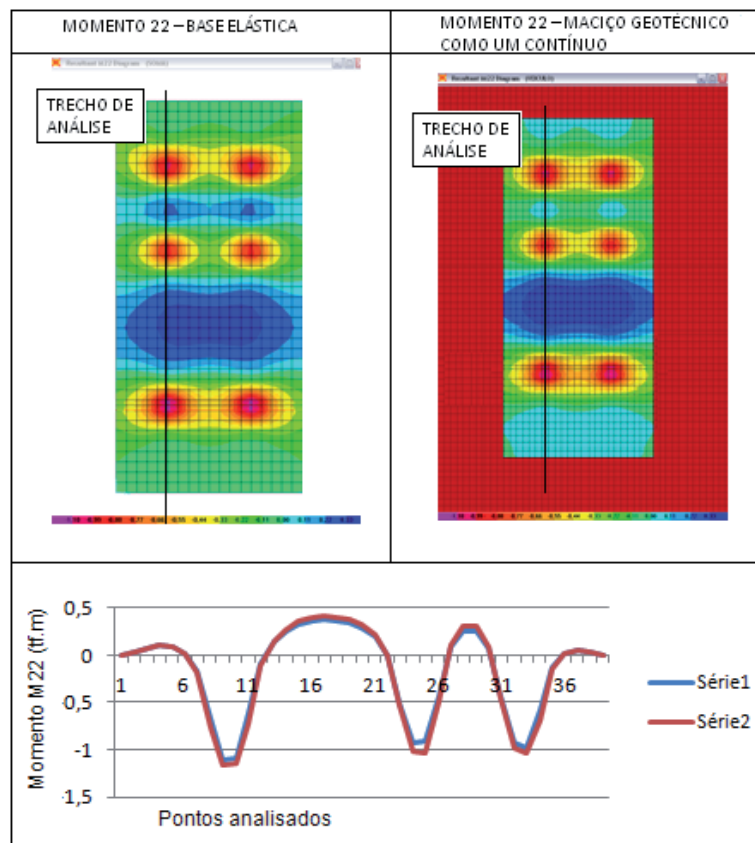 MOMENTO 22 – BASE ELÁSTICA
MOMENTO 22 – MACIÇO GEOTÉCNICO
COMO UM CONTÍNUO
TRECHO DE
ANÁLISE
TRECHO DE
ANÁLISE
Momento M22 (tf.m)
0,5
0
-0,5
-1
-1,5
1
6
11
16
21
26
31
36
Série1
Série2
Pontos analisados